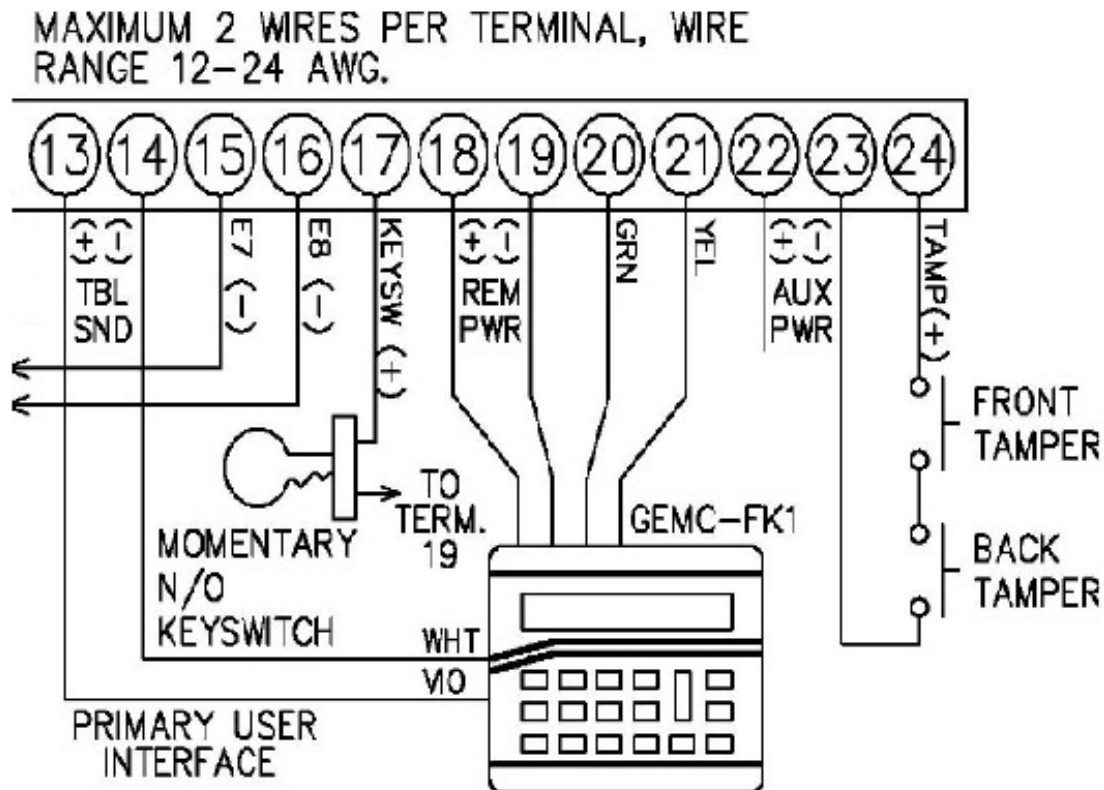 MAXIMUM 2 WIRES PER TERMINAL, WIRE
RANGE 12-24 AWG.
13 14 15 16 17 18 19 20 21 22 23 24
(+) (-)
TBL
SND
E7 (-)
E8 (-)
KEYSW (+)
(+) (-)
REM
PWR
GRN
YEL
(+) (-)
AUX
PWR
TAMP(+)
FRONT
TAMPER
TO
TERM.
19
GEMC-FK1
MOMENTARY
N/O
KEYSWITCH
BACK
TAMPER
WHT
VIO
PRIMARY USER
INTERFACE